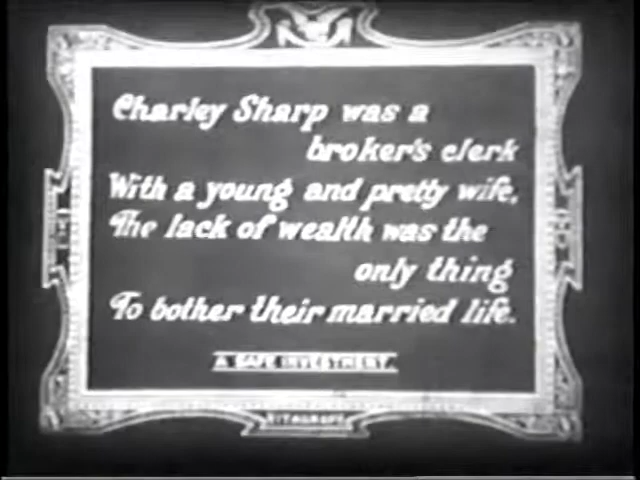 Charley Sharp was a
broker's clerk
With a young and pretty wife,
The lack of wealth was the
only thing
To bother their married life.
A SAFE INVESTMENT.
VITAGRAPH